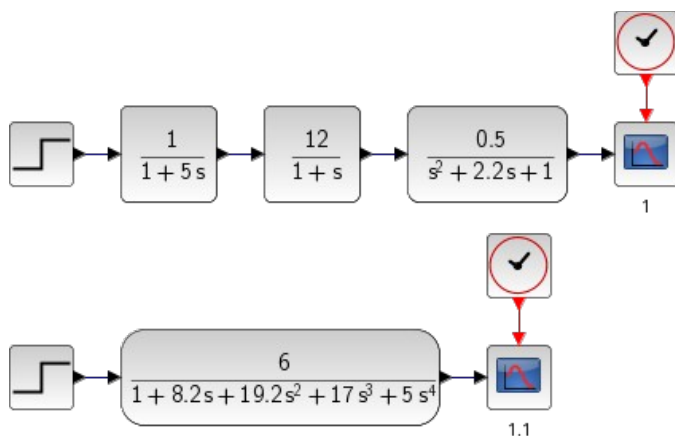 1 / (1 + 5 s)
12 / (1 + s)
0.5 / (s² + 2.2s + 1)
1
6 / (1 + 8.2s + 19.2s² + 17s³ + 5s⁴)
1.1